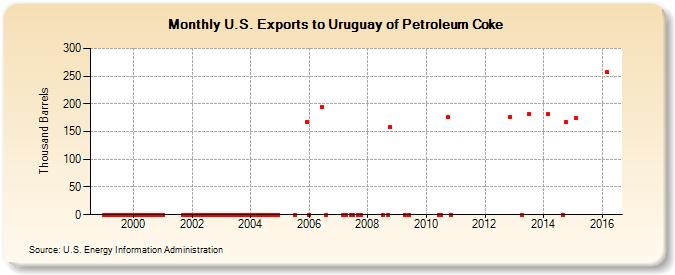 Monthly U.S. Exports to Uruguay of Petroleum Coke
Thousand Barrels
300
250
200
150
100
50
0
2000 2002 2004 2006 2008 2010 2012 2014 2016
Source: U.S. Energy Information Administration